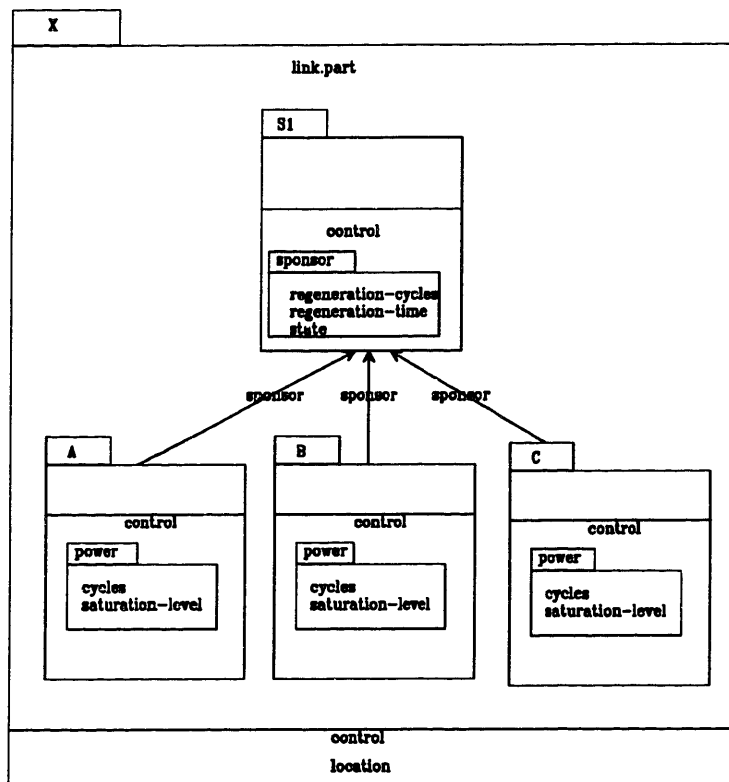 X
link.part
S1
control
sponsor
regeneration-cycles
regeneration-time
state
sponsor sponsor sponsor
A B C
control control control
power power power
cycles cycles cycles
saturation-level saturation-level saturation-level
control
location